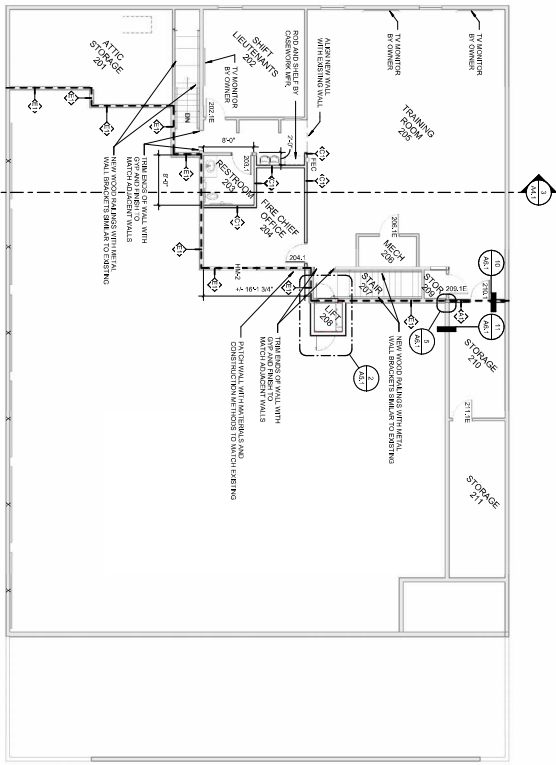 ATTIC
STORAGE
201
SHIFT
LIEUTENANTS
202
TV MONITOR
BY OWNER
ROD AND SHELF BY
CASEWORK MFR.
ALIGN NEW WALL
WITH EXISTING WALL
TV MONITOR
BY OWNER
TV MONITOR
BY OWNER
TRAINING
ROOM
205
DN
202.1E
8'-0"
2'-0"
FEC
203.1
RESTROOM
203
8'-0"
FIRE CHIEF
OFFICE
204
204.1
HM-2
+/- 16'-1 3/4"
206.1E
MECH
206
STAIR
207
STOR
209
209.1E
210.1
LIFT
208
STORAGE
210
211.1E
STORAGE
211
3
A4.1
10
A6.1
11
A6.1
5
A6.1
2
A5.1
TRIM ENDS OF WALL WITH
GYP AND FINISH TO
MATCH ADJACENT WALLS
NEW WOOD RAILINGS WITH METAL
WALL BRACKETS SIMILAR TO EXISTING
NEW WOOD RAILINGS WITH METAL
WALL BRACKETS SIMILAR TO EXISTING
TRIM ENDS OF WALL WITH
GYP AND FINISH TO
MATCH ADJACENT WALLS
PATCH WALL WITH MATERIALS AND
CONSTRUCTION METHODS TO MATCH EXISTING